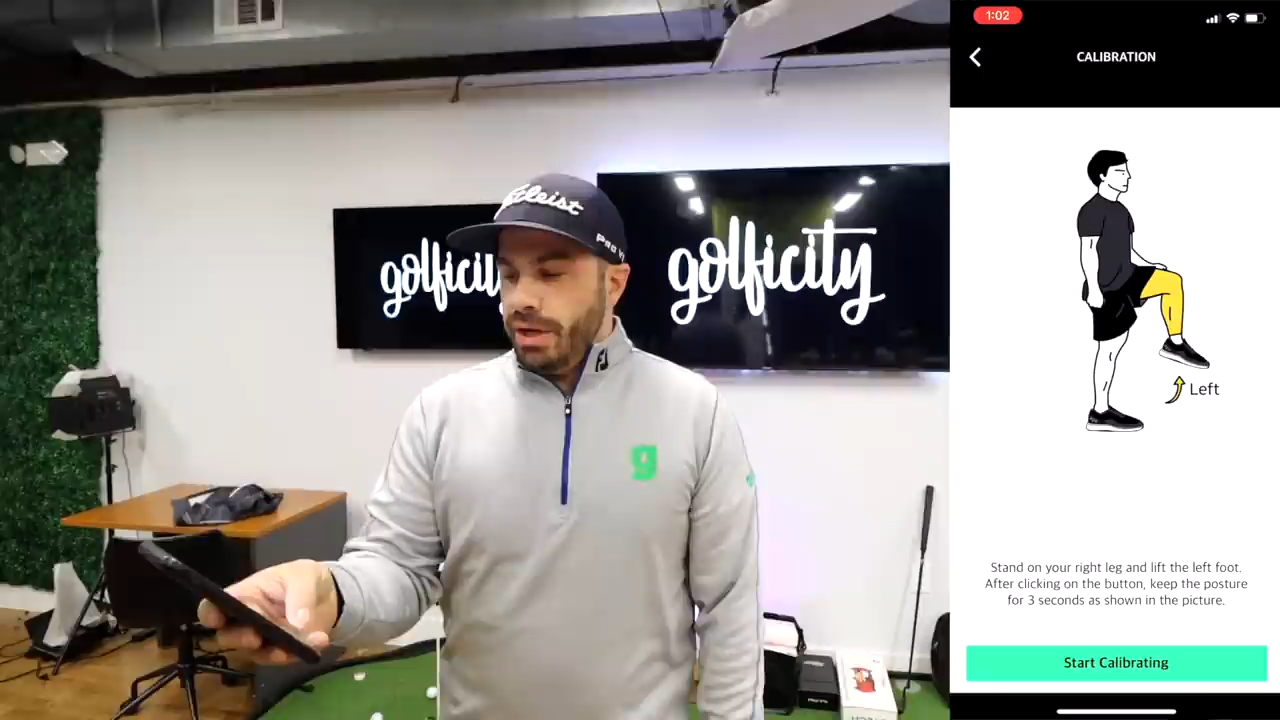 1:02
CALIBRATION
Titleist
Pro V1
golficity
golficity
FJ
g
Left
Stand on your right leg and lift the left foot.
After clicking on the button, keep the posture
for 3 seconds as shown in the picture.
Start Calibrating